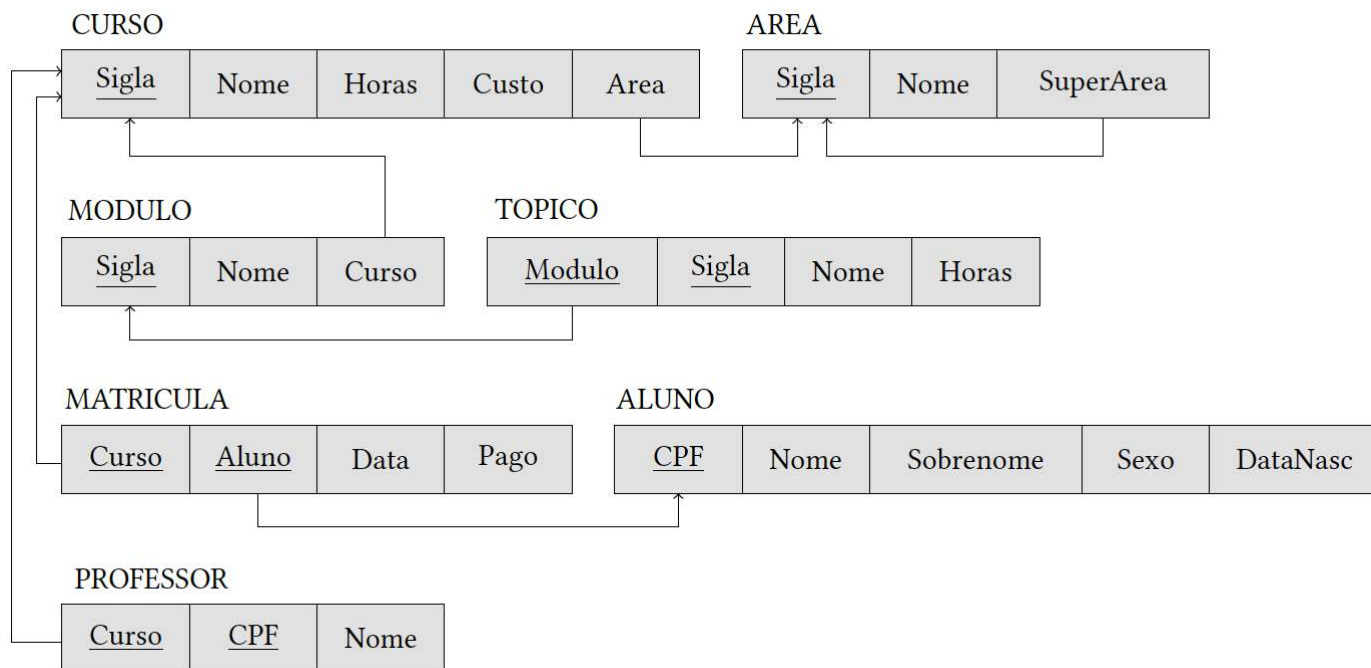 CURSO AREA
Sigla Nome Horas Custo Area Sigla Nome SuperArea
MODULO TOPICO
Sigla Nome Curso Modulo Sigla Nome Horas
MATRICULA ALUNO
Curso Aluno Data Pago CPF Nome Sobrenome Sexo DataNasc
PROFESSOR
Curso CPF Nome